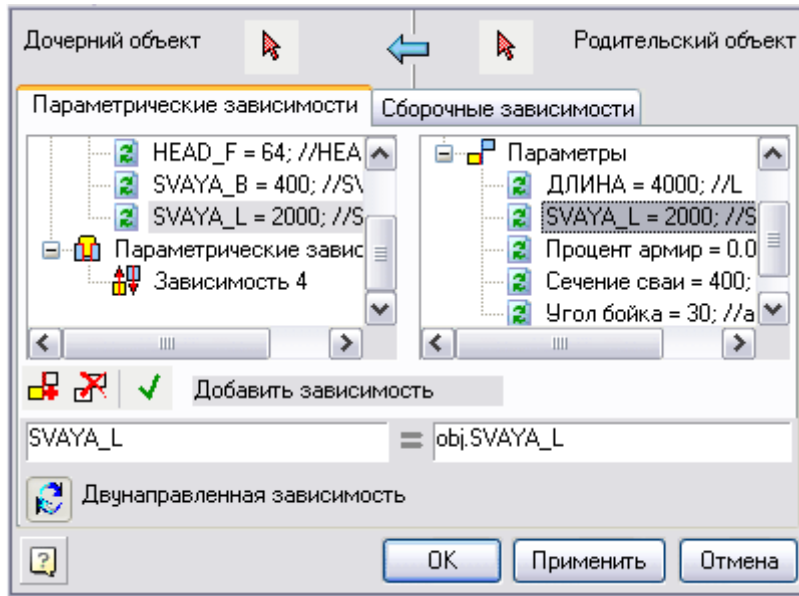 Дочерний объект
Родительский объект
Параметрические зависимости
Сборочные зависимости
HEAD_F = 64; //HEA
SVAYA_B = 400; //SV
SVAYA_L = 2000; //S
Параметрические завис
Зависимость 4
Параметры
ДЛИНА = 4000; //L
SVAYA_L = 2000; //S
Процент армир = 0.0
Сечение сваи = 400;
Угол бойка = 30; //a
Добавить зависимость
SVAYA_L = obj.SVAYA_L
Двунаправленная зависимость
?
OK
Применить
Отмена